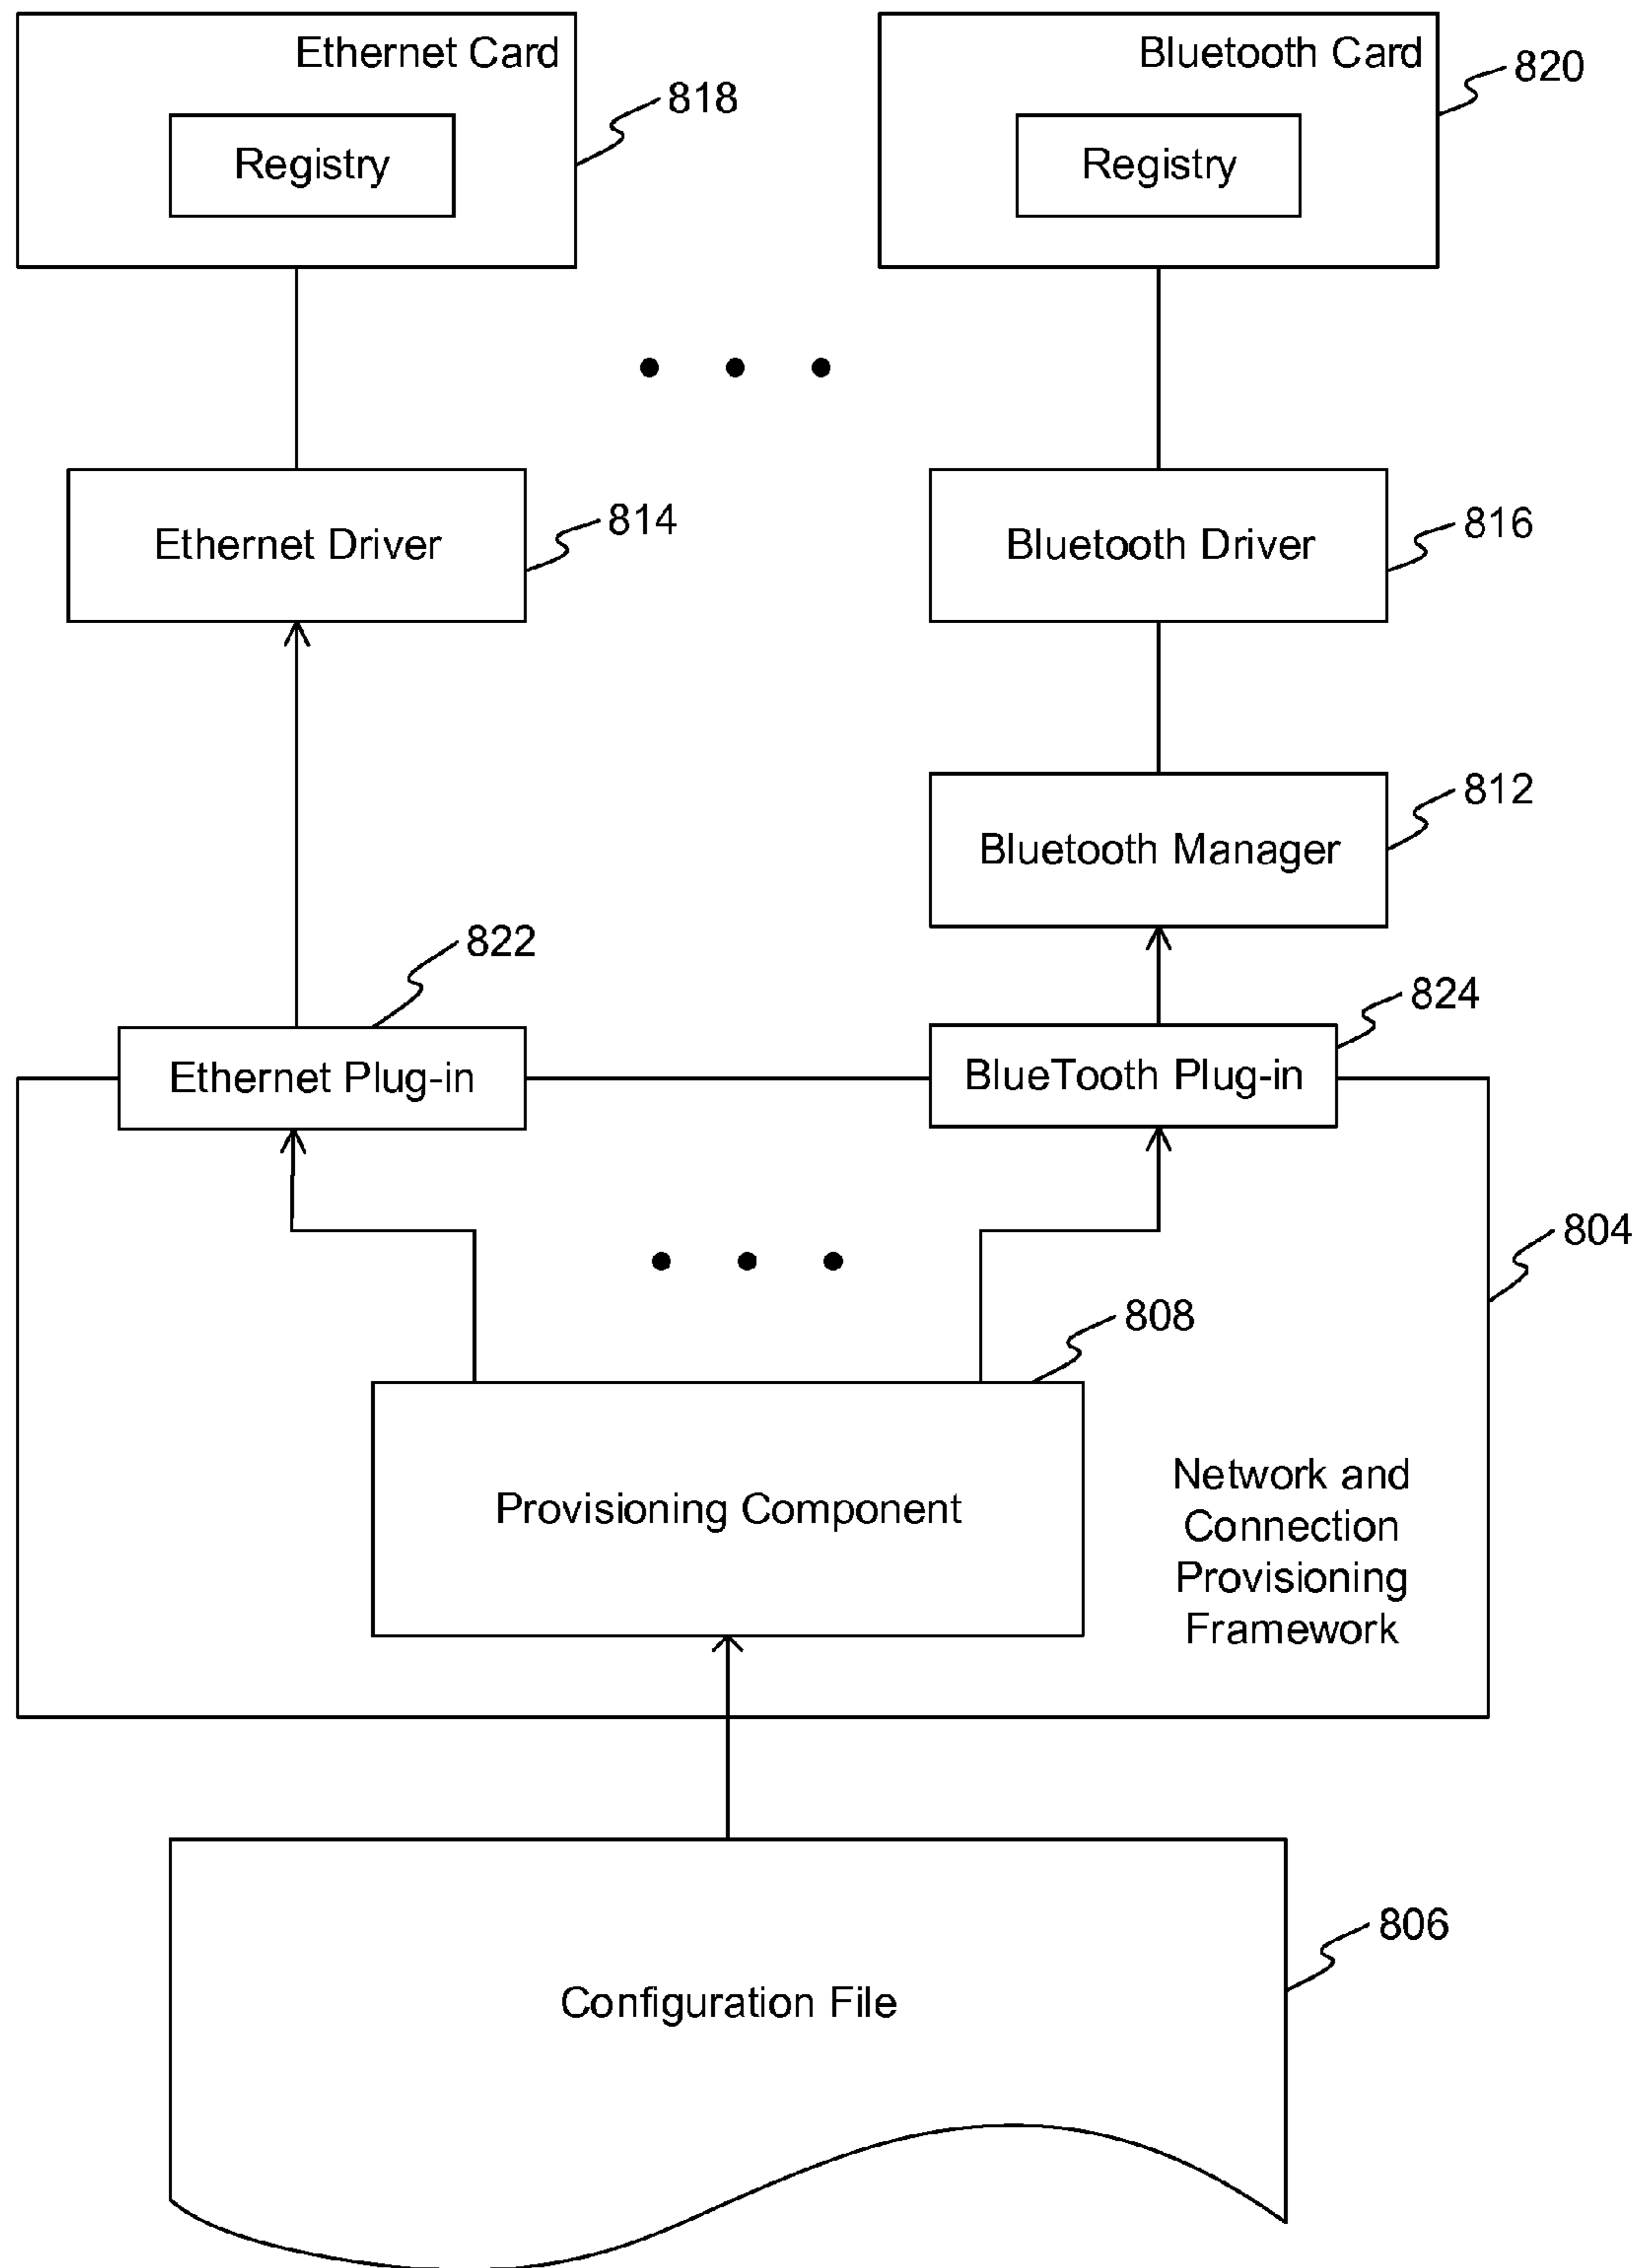 Ethernet Card
Bluetooth Card
820
818
Registry
Registry
Ethernet Driver
814
Bluetooth Driver
816
812
Bluetooth Manager
822
824
Ethernet Plug-in
BlueTooth Plug-in
804
808
Provisioning Component
Network and
Connection
Provisioning
Framework
806
Configuration File